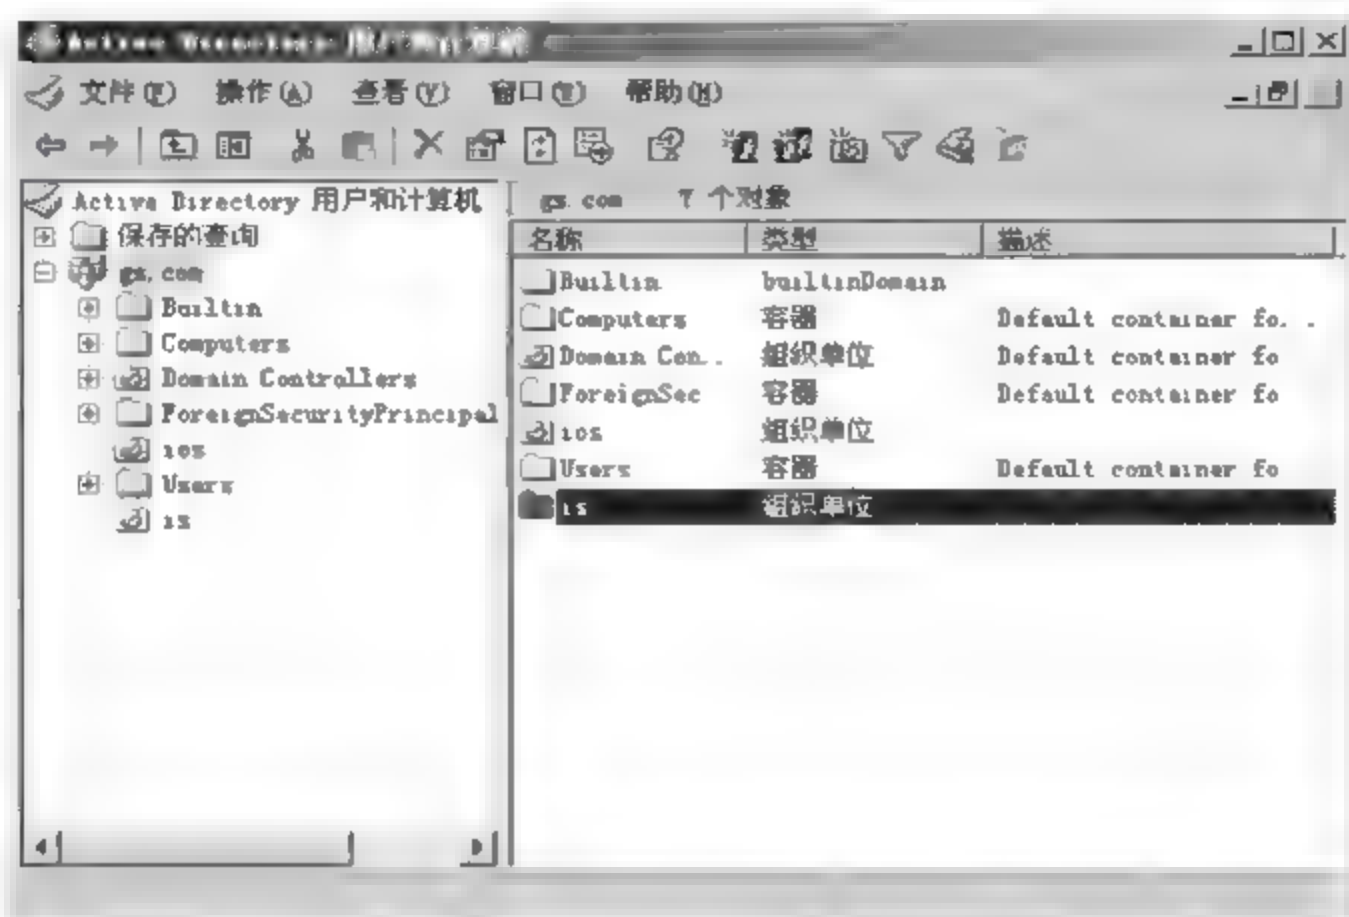 Active Directory 用户和计算机
文件(F) 操作(A) 查看(V) 窗口(W) 帮助(H)
Active Directory 用户和计算机
保存的查询
gs.com
Builtin
Computers
Domain Controllers
ForeignSecurityPrincipal
ios
Users
is
gs.com 7 个对象
名称 类型 描述
Builtin builtinDomain
Computers 容器 Default container fo...
Domain Con... 组织单位 Default container fo
ForeignSec 容器 Default container fo
ios 组织单位
Users 容器 Default container fo
is 组织单位